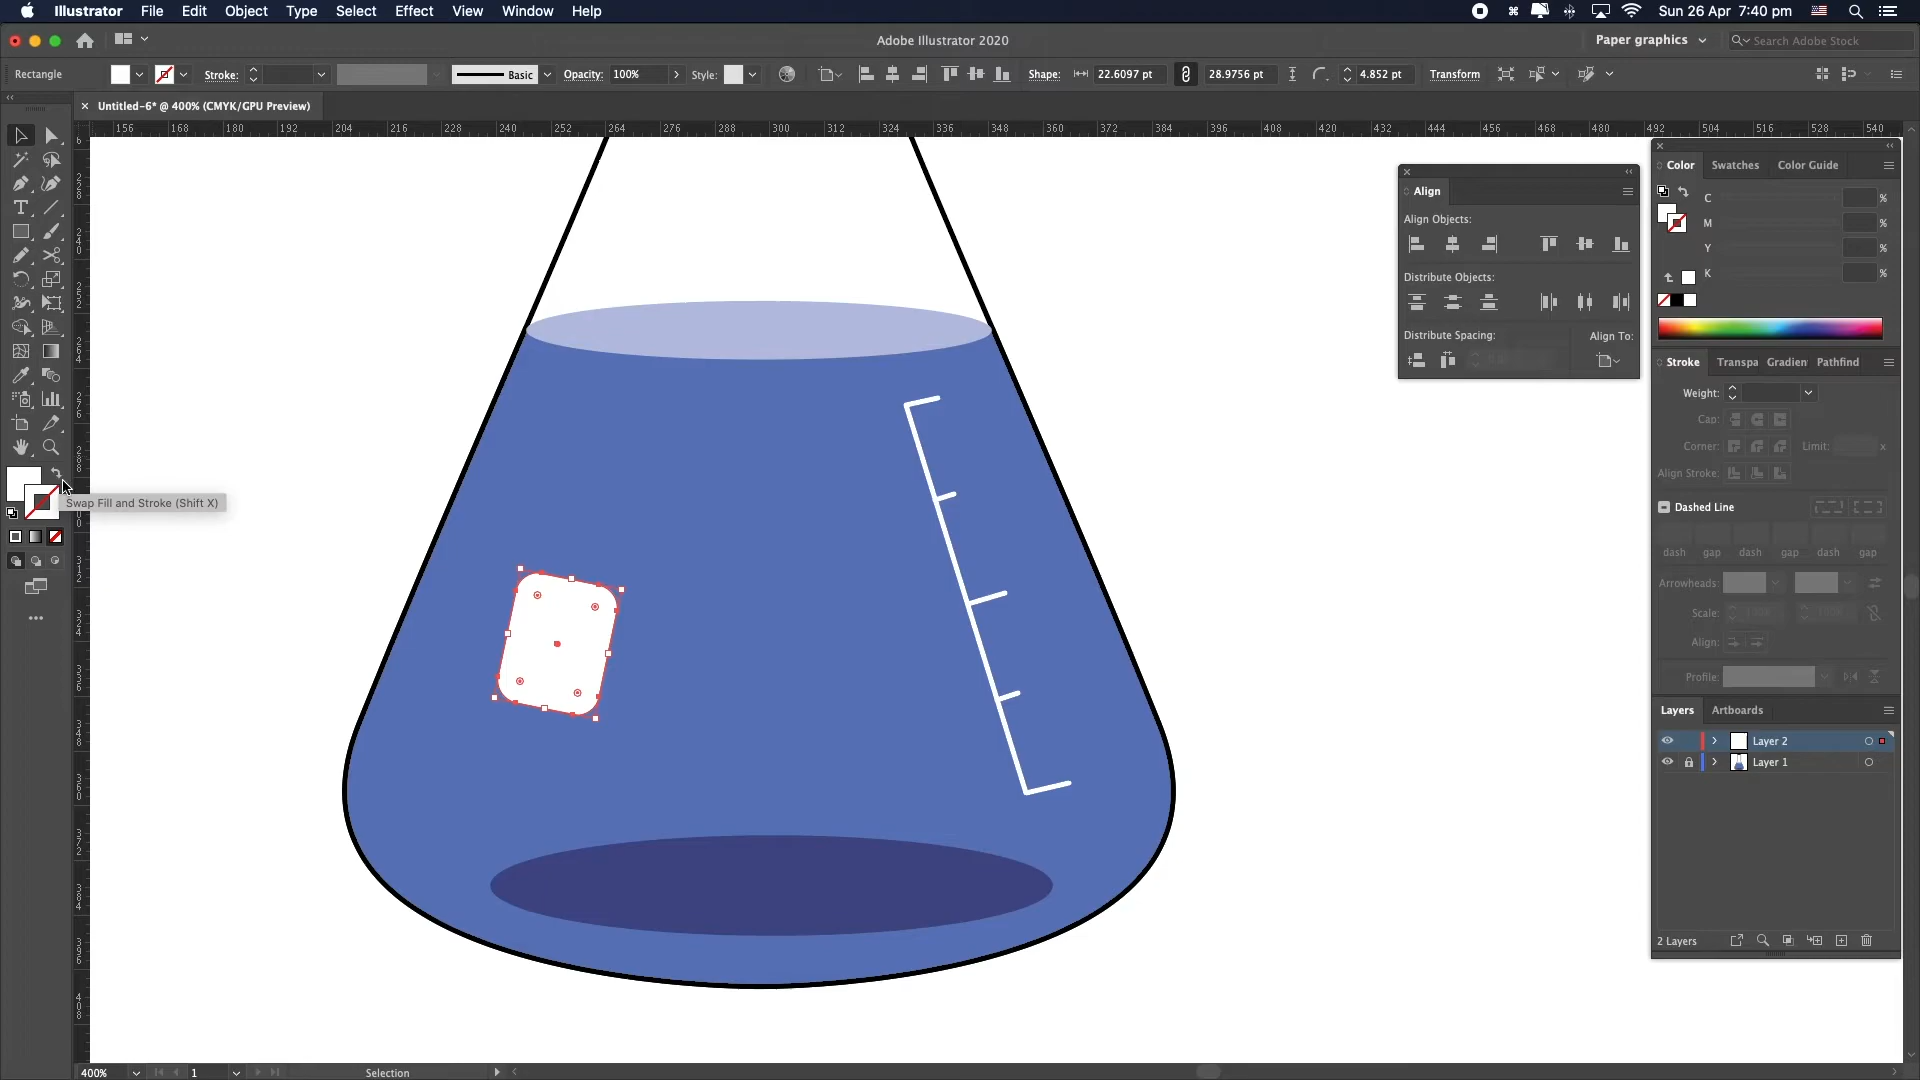 Illustrator File Edit Object Type Select Effect View Window Help
Sun 26 Apr 7:40 pm
Adobe Illustrator 2020
Paper graphics
Search Adobe Stock
Rectangle
Stroke:
Basic
Opacity: 100%
Style:
Shape:
22.6097 pt
28.9756 pt
4.852 pt
Transform
Untitled-6* @ 400% (CMYK/GPU Preview)
156 168 180 192 204 216 228 240 252 264 276 288 300 312 324 336 348 360 372 384 396 408 420 432 444 456 468 480 492 504 516 528 540
Swap Fill and Stroke (Shift X)
Align
Align Objects:
Distribute Objects:
Distribute Spacing:
Align To:
Color Swatches Color Guide
C %
M %
Y %
K %
Stroke Transpa Gradien Pathfind
Weight:
Cap:
Corner:
Limit: x
Align Stroke:
Dashed Line
dash gap dash gap dash gap
Arrowheads:
Scale:
Align:
Profile:
Layers Artboards
Layer 2
Layer 1
2 Layers
400%
1
Selection